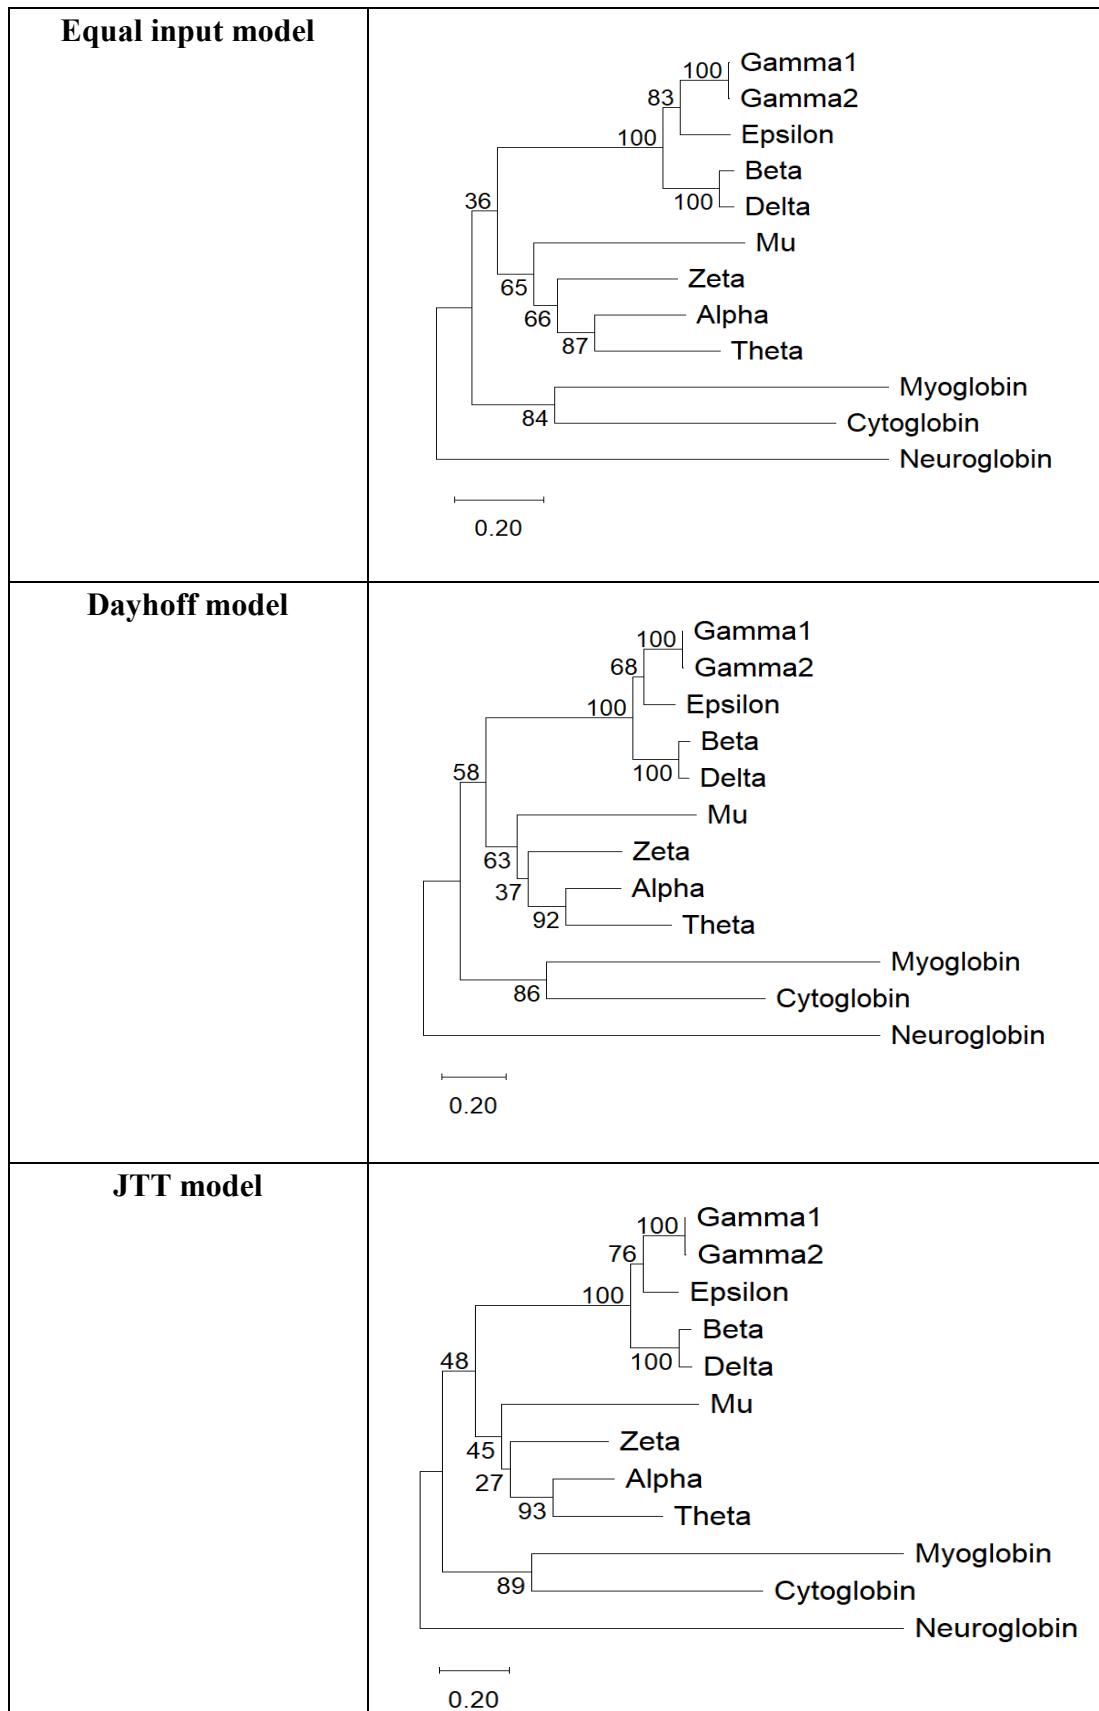 Equal input model
100
Gamma1
Gamma2
83
Epsilon
100
Beta
100
Delta
36
Mu
65
Zeta
66
Alpha
87
Theta
Myoglobin
84
Cytoglobin
Neuroglobin
0.20
Dayhoff model
100
Gamma1
Gamma2
68
Epsilon
100
Beta
100
Delta
58
Mu
63
Zeta
37
Alpha
92
Theta
Myoglobin
86
Cytoglobin
Neuroglobin
0.20
JTT model
100
Gamma1
Gamma2
76
Epsilon
100
Beta
100
Delta
48
Mu
45
Zeta
27
Alpha
93
Theta
Myoglobin
89
Cytoglobin
Neuroglobin
0.20